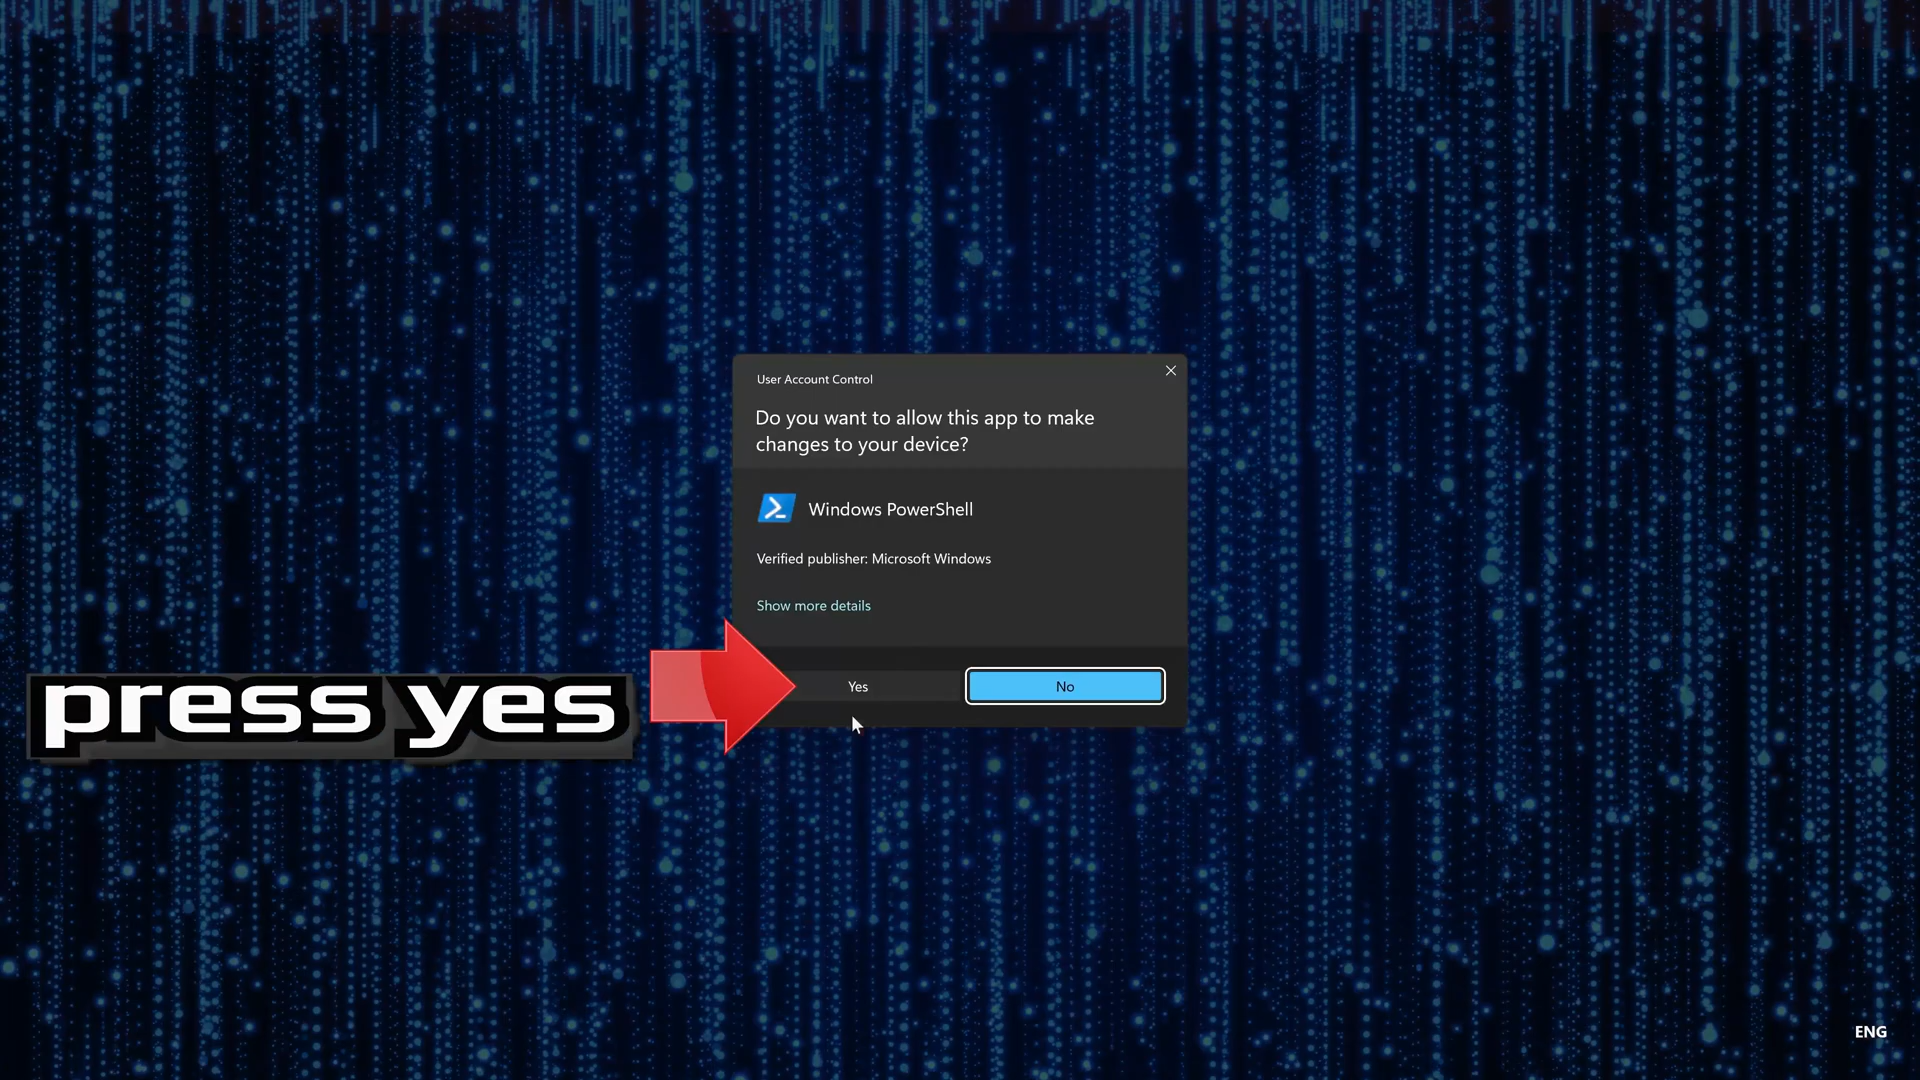 User Account Control
Do you want to allow this app to make
changes to your device?
Windows PowerShell
Verified publisher: Microsoft Windows
Show more details
press yes
Yes
No
ENG